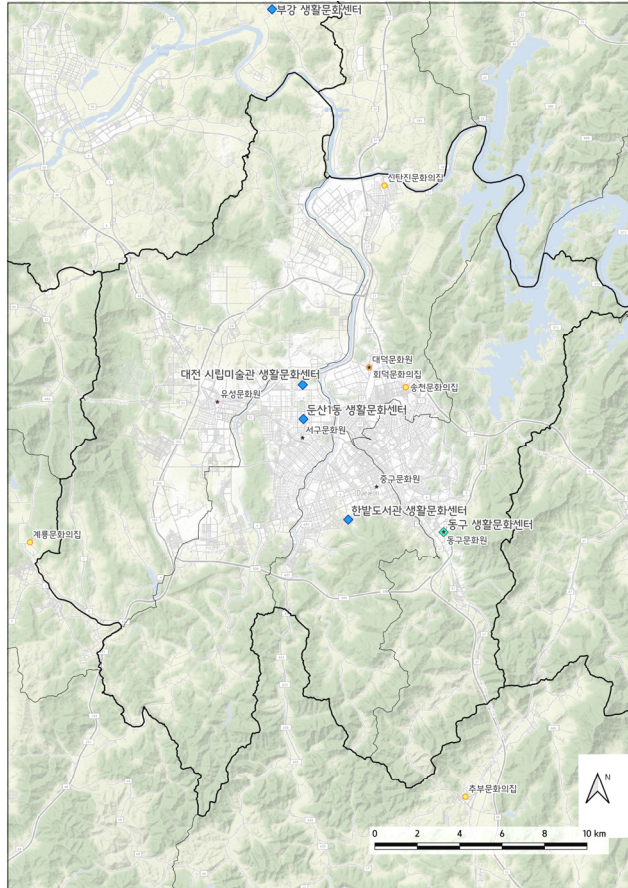 부강 생활문화센터
신탄진문화의집
대덕문화원
회덕문화의집
대전 시립미술관 생활문화센터
송천문화의집
유성문화원
둔산1동 생활문화센터
서구문화원
중구문화원
한밭도서관 생활문화센터
동구 생활문화센터
동구문화원
계룡문화의집
N
추부문화의집
0 2 4 6 8 10 km